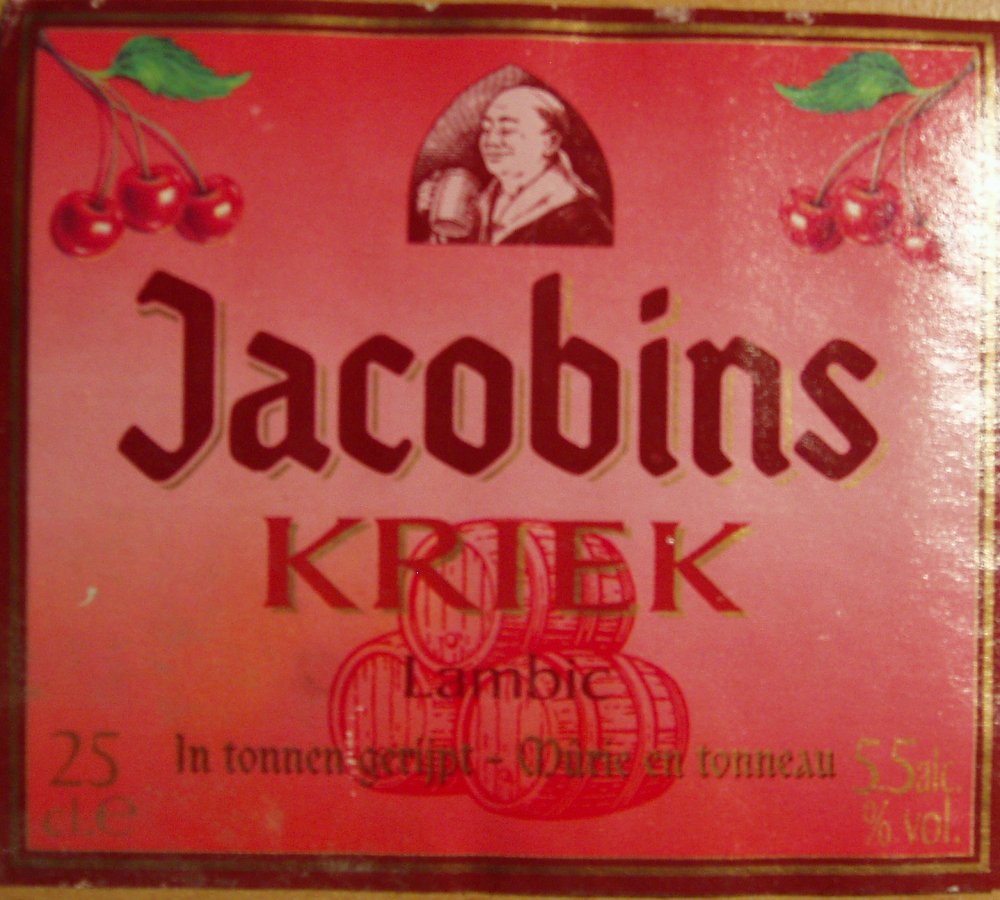 Jacobins
KRIEK
Lambic
In tonnen gerijpt - Mûrie en tonneau
25
cl.e
5.5 alc.
% vol.